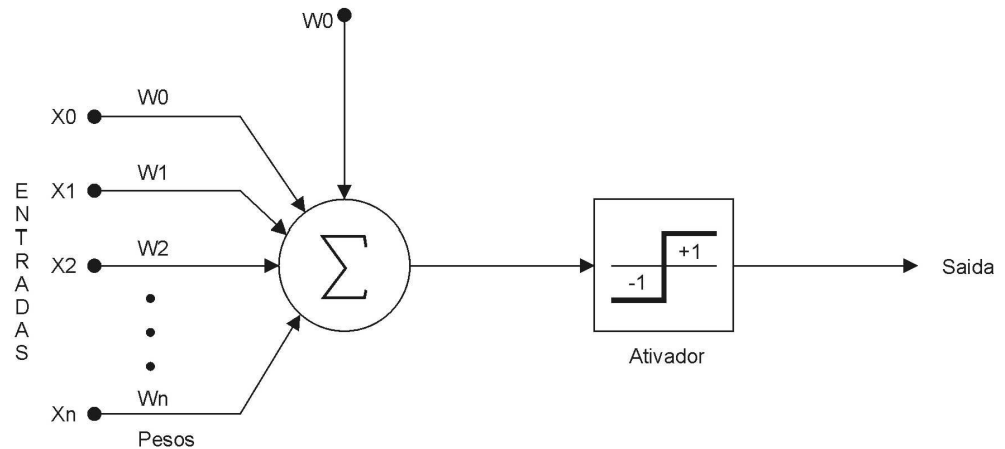 W0
X0
W0
X1
W1
X2
W2
Xn
Wn
Pesos
ENTRADAS
Σ
+1
-1
Ativador
Saida